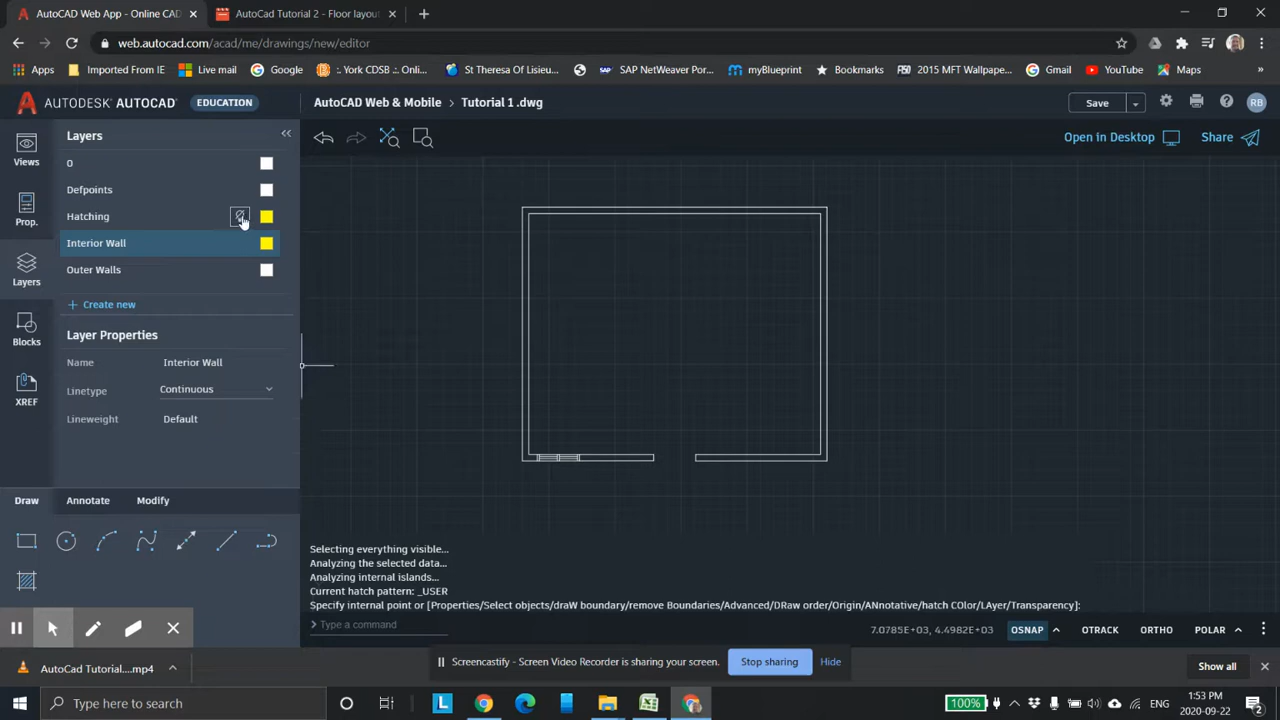 AutoCAD Web App - Online CAD
AutoCad Tutorial 2 - Floor layou
web.autocad.com/acad/me/drawings/new/editor
Apps
Imported From IE
Live mail
Google
:. York CDSB :. Onli...
St Theresa Of Lisieu...
SAP NetWeaver Por...
myBlueprint
Bookmarks
2015 MFT Wallpape...
Gmail
YouTube
Maps
AUTODESK® AUTOCAD®
EDUCATION
AutoCAD Web & Mobile
Tutorial 1 .dwg
Save
RB
Views
Prop.
Layers
Blocks
XREF
Layers
0
Defpoints
Hatching
Interior Wall
Outer Walls
+ Create new
Layer Properties
Name Interior Wall
Linetype Continuous
Lineweight Default
Open in Desktop
Share
Draw
Annotate
Modify
Selecting everything visible...
Analyzing the selected data...
Analyzing internal islands...
Current hatch pattern: _USER
Specify internal point or [Properties/Select objects/draW boundary/remove Boundaries/Advanced/DRaw order/Origin/ANnotative/hatch COlor/LAyer/Transparency]:
Type a command
7.0785E+03, 4.4982E+03
OSNAP
OTRACK
ORTHO
POLAR
AutoCad Tutorial....mp4
Screencastify - Screen Video Recorder is sharing your screen.
Stop sharing
Hide
Show all
Type here to search
100%
ENG
1:53 PM
2020-09-22
2